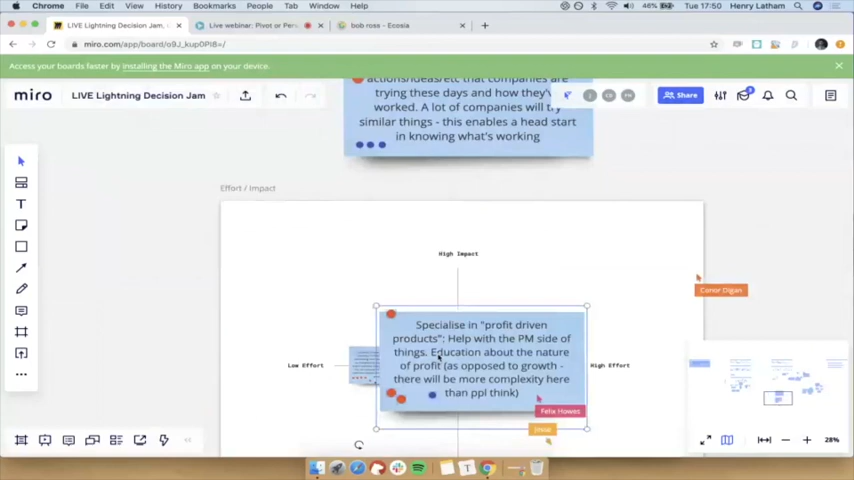 Chrome File Edit View History Bookmarks People Tab Window Help 46% Tue 17:50 Henry Latham
LIVE Lightning Decision Jam, Live webinar: Pivot or Pers bob ross - Ecosia
miro.com/app/board/o9J_kup0PI8=/
Access your boards faster by installing the Miro app on your device.
miro LIVE Lightning Decision Jam Share
actions/ideas/etc that companies are
trying these days and how they've
worked. A lot of companies will try
similar things - this enables a head start
in knowing what's working
Effort / Impact
High Impact
Conor Digan
Specialise in "profit driven
products": Help with the PM side of
things. Education about the nature
of profit (as opposed to growth -
there will be more complexity here
than ppl think)
Low Effort
High Effort
Felix Howes
28%